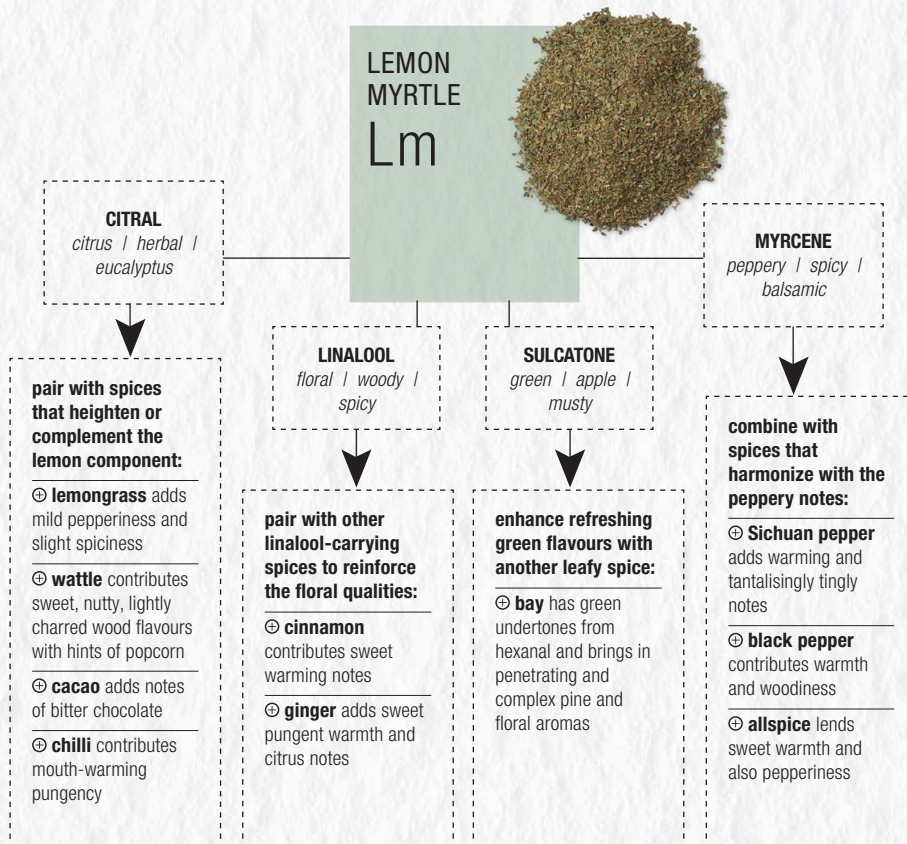 LEMON
MYRTLE
Lm
CITRAL
citrus / herbal /
eucalyptus
pair with spices
that heighten or
complement the
lemon component:
⊕ lemongrass adds
mild pepperiness and
slight spiciness
⊕ wattle contributes
sweet, nutty, lightly
charred wood flavours
with hints of popcorn
⊕ cacao adds notes
of bitter chocolate
⊕ chilli contributes
mouth-warming
pungency
LINALOOL
floral / woody /
spicy
pair with other
linalool-carrying
spices to reinforce
the floral qualities:
⊕ cinnamon
contributes sweet
warming notes
⊕ ginger adds sweet
pungent warmth and
citrus notes
SULCATONE
green / apple /
musty
enhance refreshing
green flavours with
another leafy spice:
⊕ bay has green
undertones from
hexanal and brings in
penetrating and
complex pine and
floral aromas
MYRCENE
peppery / spicy /
balsamic
combine with
spices that
harmonize with the
peppery notes:
⊕ Sichuan pepper
adds warming and
tantalisingly tingly
notes
⊕ black pepper
contributes warmth
and woodiness
⊕ allspice lends
sweet warmth and
also pepperiness